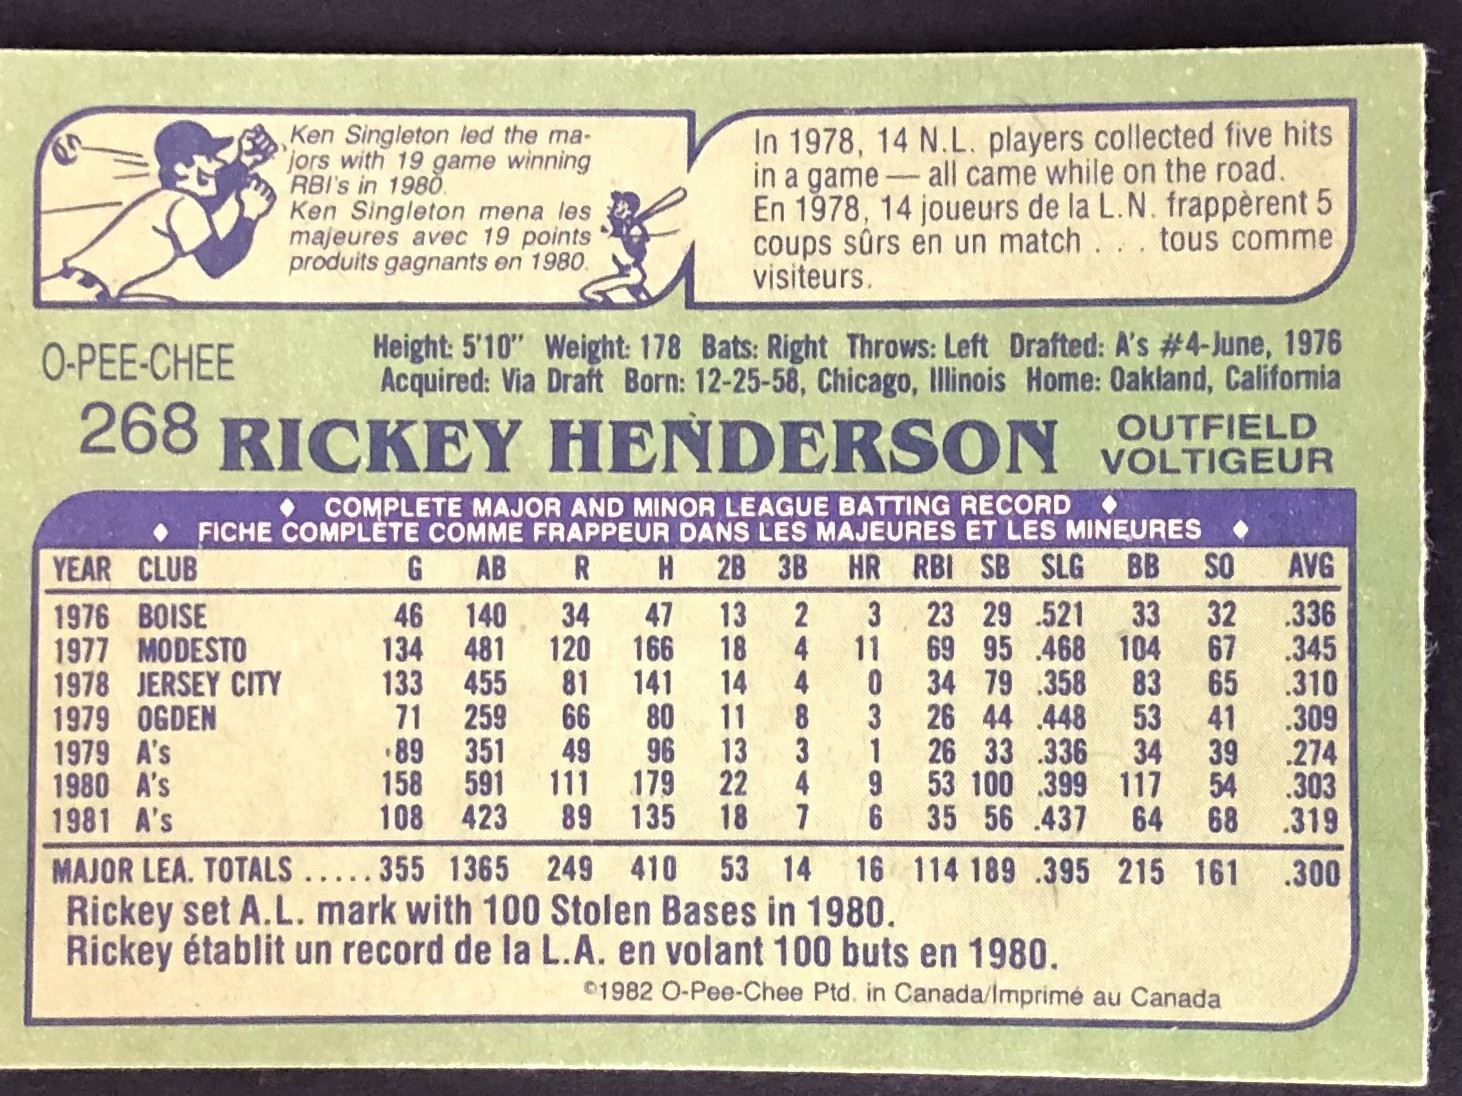 Ken Singleton led the ma-
jors with 19 game winning
RBI's in 1980.
Ken Singleton mena les
majeures avec 19 points
produits gagnants en 1980.
In 1978, 14 N.L. players collected five hits
in a game — all came while on the road.
En 1978, 14 joueurs de la L.N. frappèrent 5
coups sûrs en un match . . . tous comme
visiteurs.
O-PEE-CHEE
Height: 5'10" Weight: 178 Bats: Right Throws: Left Drafted: A's #4-June, 1976
Acquired: Via Draft Born: 12-25-58, Chicago, Illinois Home: Oakland, California
268 RICKEY HENDERSON
OUTFIELD
VOLTIGEUR
♦ COMPLETE MAJOR AND MINOR LEAGUE BATTING RECORD ♦
♦ FICHE COMPLÈTE COMME FRAPPEUR DANS LES MAJEURES ET LES MINEURES ♦
YEAR CLUB G AB R H 2B 3B HR RBI SB SLG BB SO AVG
1976 BOISE 46 140 34 47 13 2 3 23 29 .521 33 32 .336
1977 MODESTO 134 481 120 166 18 4 11 69 95 .468 104 67 .345
1978 JERSEY CITY 133 455 81 141 14 4 0 34 79 .358 83 65 .310
1979 OGDEN 71 259 66 80 11 8 3 26 44 .448 53 41 .309
1979 A's 89 351 49 96 13 3 1 26 33 .336 34 39 .274
1980 A's 158 591 111 179 22 4 9 53 100 .399 117 54 .303
1981 A's 108 423 89 135 18 7 6 35 56 .437 64 68 .319
MAJOR LEA. TOTALS ..... 355 1365 249 410 53 14 16 114 189 .395 215 161 .300
Rickey set A.L. mark with 100 Stolen Bases in 1980.
Rickey établit un record de la L.A. en volant 100 buts en 1980.
©1982 O-Pee-Chee Ptd. in Canada/Imprimé au Canada